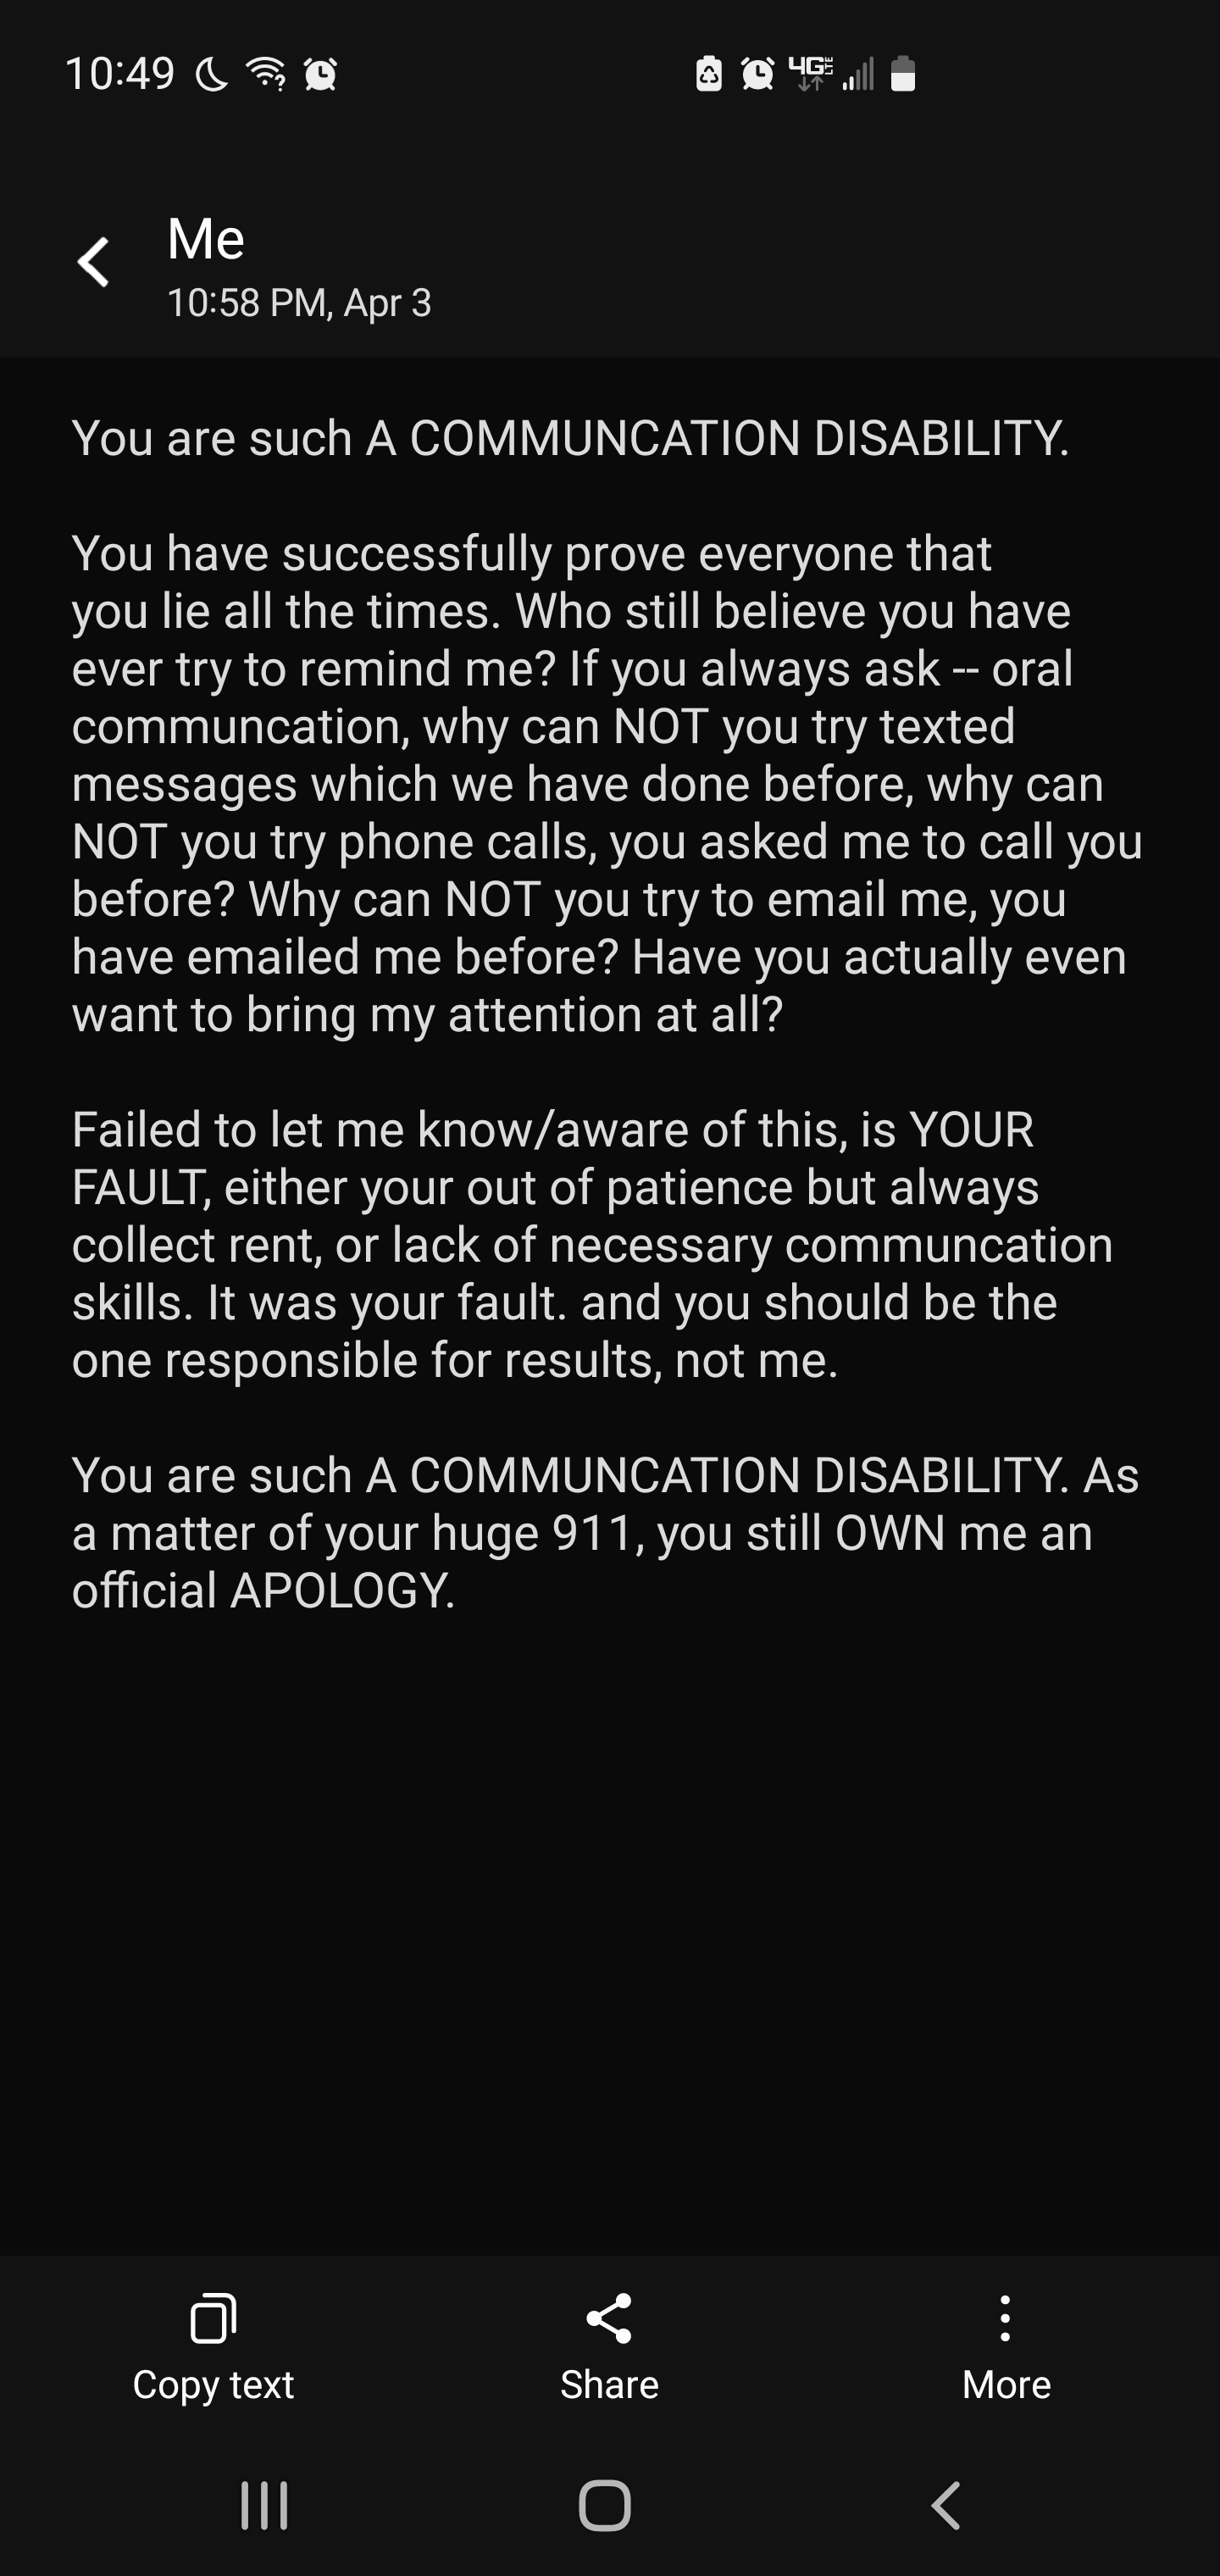 10:49
4G LTE
Me
10:58 PM, Apr 3
You are such A COMMUNCATION DISABILITY.
You have successfully prove everyone that
you lie all the times. Who still believe you have
ever try to remind me? If you always ask -- oral
communcation, why can NOT you try texted
messages which we have done before, why can
NOT you try phone calls, you asked me to call you
before? Why can NOT you try to email me, you
have emailed me before? Have you actually even
want to bring my attention at all?
Failed to let me know/aware of this, is YOUR
FAULT, either your out of patience but always
collect rent, or lack of necessary communcation
skills. It was your fault. and you should be the
one responsible for results, not me.
You are such A COMMUNCATION DISABILITY. As
a matter of your huge 911, you still OWN me an
official APOLOGY.
Copy text
Share
More